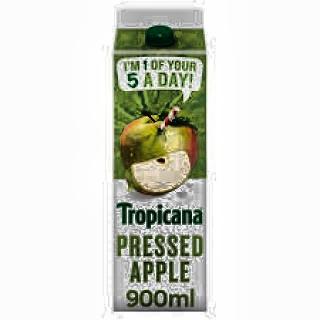 I'M 1 OF YOUR
5 A DAY!
Tropicana
PRESSED
APPLE
900ml